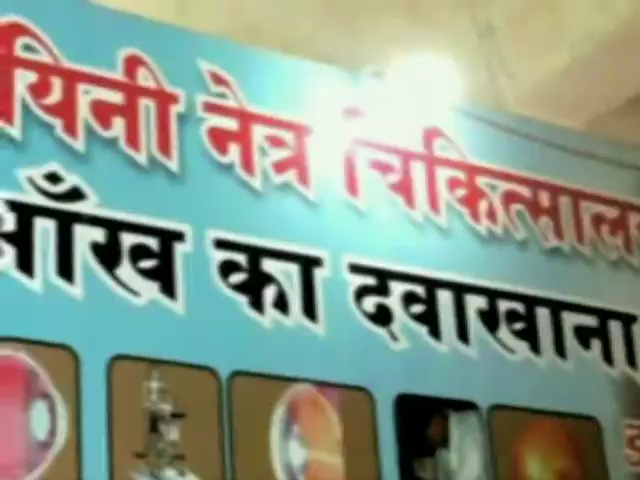 यिनी नेत्र चिकित्साल
आँख का दवाखाना